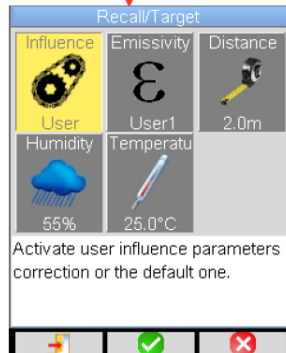 Recall/Target
Influence Emissivity Distance
User User1 2.0m
Humidity Temperatu
55% 25.0°C
Activate user influence parameters
correction or the default one.